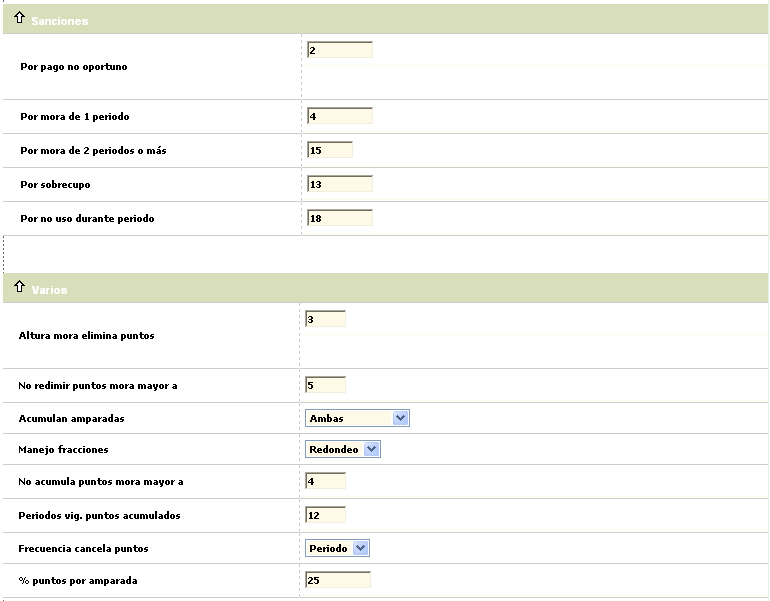 Sanciones
Por pago no oportuno 2
Por mora de 1 periodo 4
Por mora de 2 periodos o más 15
Por sobrecupo 13
Por no uso durante periodo 18
Varios
Altura mora elimina puntos 3
No redimir puntos mora mayor a 5
Acumulan amparadas Ambas
Manejo fracciones Redondeo
No acumula puntos mora mayor a 4
Periodos vig. puntos acumulados 12
Frecuencia cancela puntos Periodo
% puntos por amparada 25